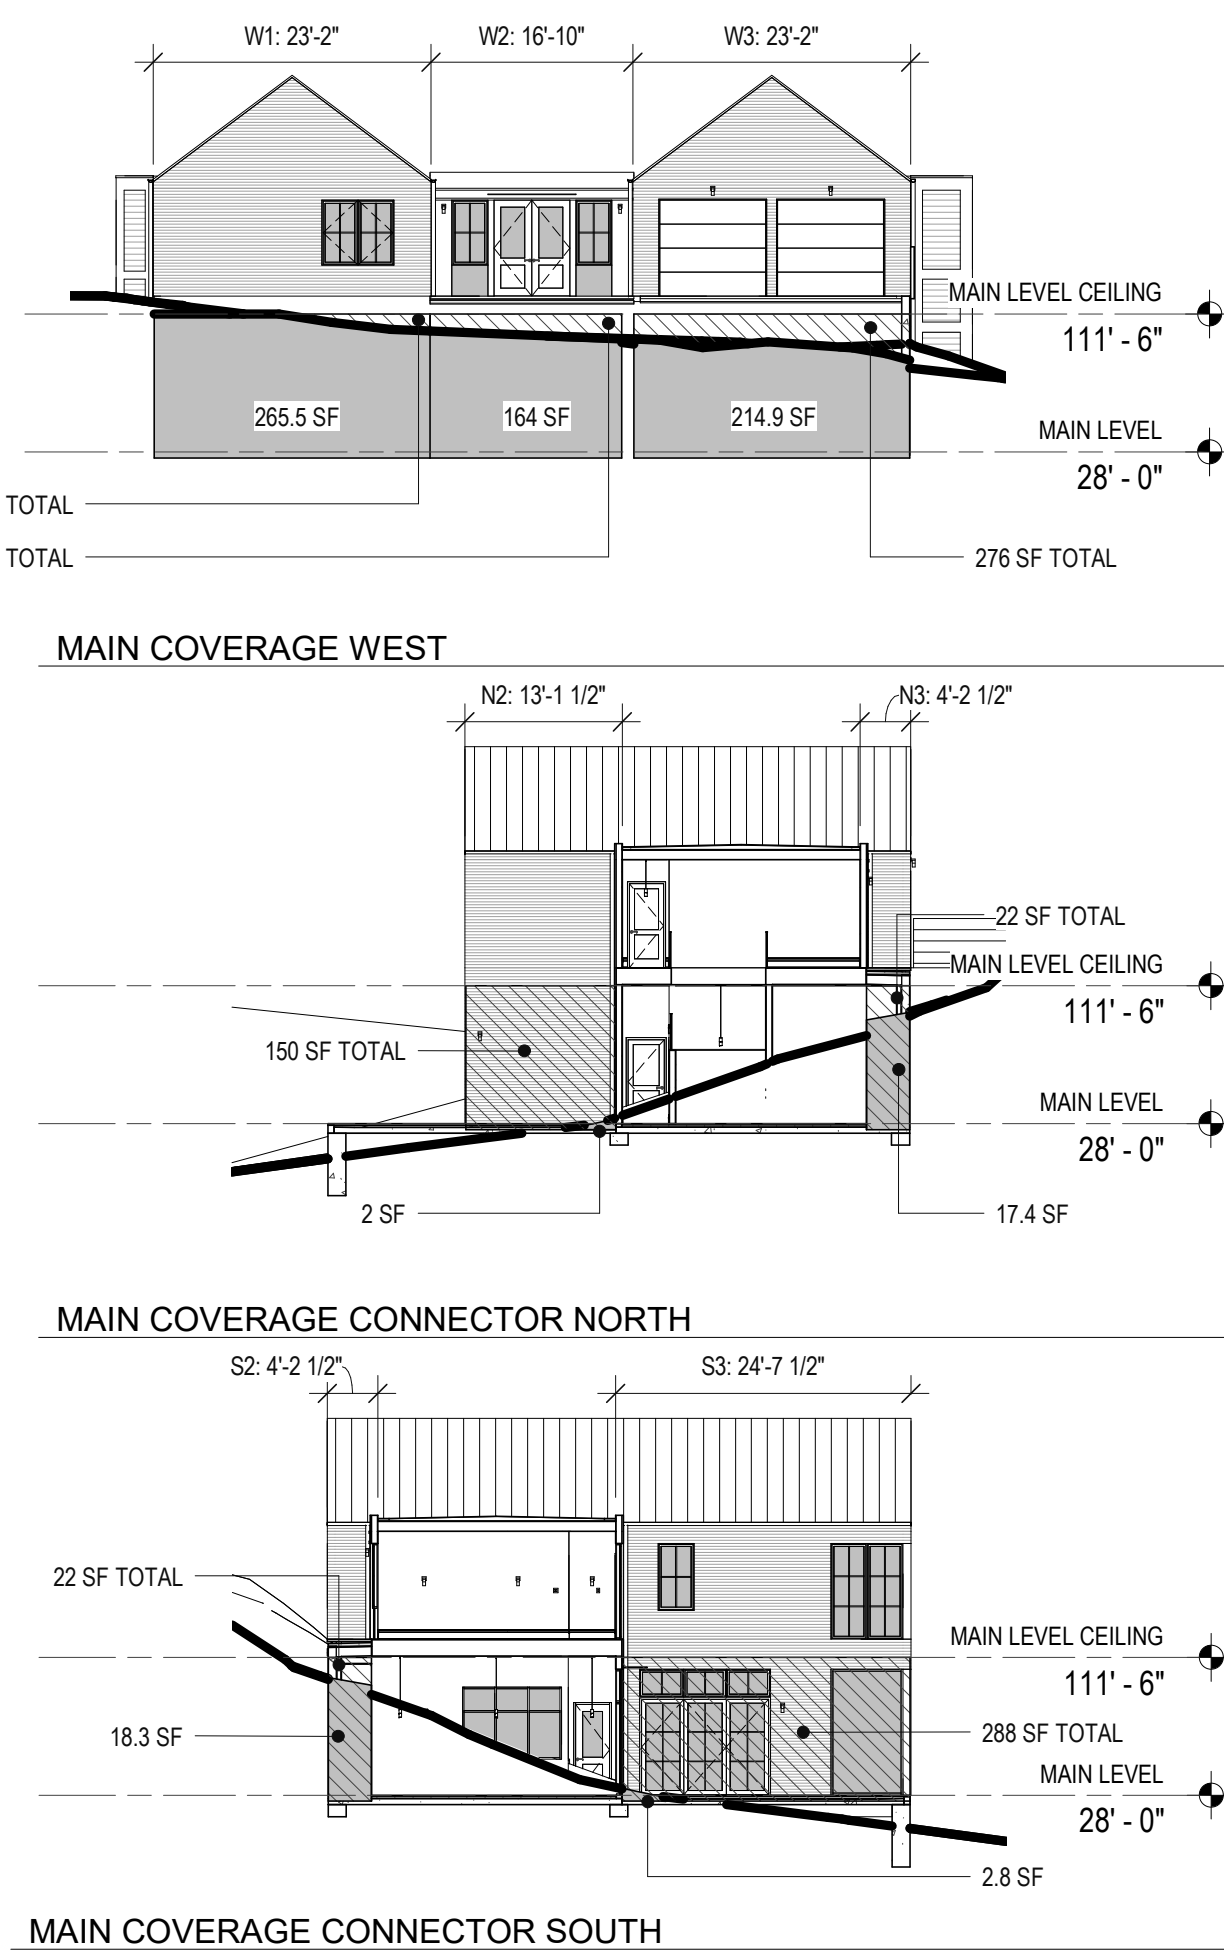 W1: 23'-2" W2: 16'-10" W3: 23'-2"
MAIN LEVEL CEILING
111' - 6"
265.5 SF 164 SF 214.9 SF
MAIN LEVEL
28' - 0"
TOTAL
TOTAL
276 SF TOTAL
MAIN COVERAGE WEST
N2: 13'-1 1/2" N3: 4'-2 1/2"
22 SF TOTAL
MAIN LEVEL CEILING
111' - 6"
150 SF TOTAL
MAIN LEVEL
28' - 0"
2 SF
17.4 SF
MAIN COVERAGE CONNECTOR NORTH
S2: 4'-2 1/2" S3: 24'-7 1/2"
22 SF TOTAL
MAIN LEVEL CEILING
111' - 6"
18.3 SF
288 SF TOTAL
MAIN LEVEL
28' - 0"
2.8 SF
MAIN COVERAGE CONNECTOR SOUTH